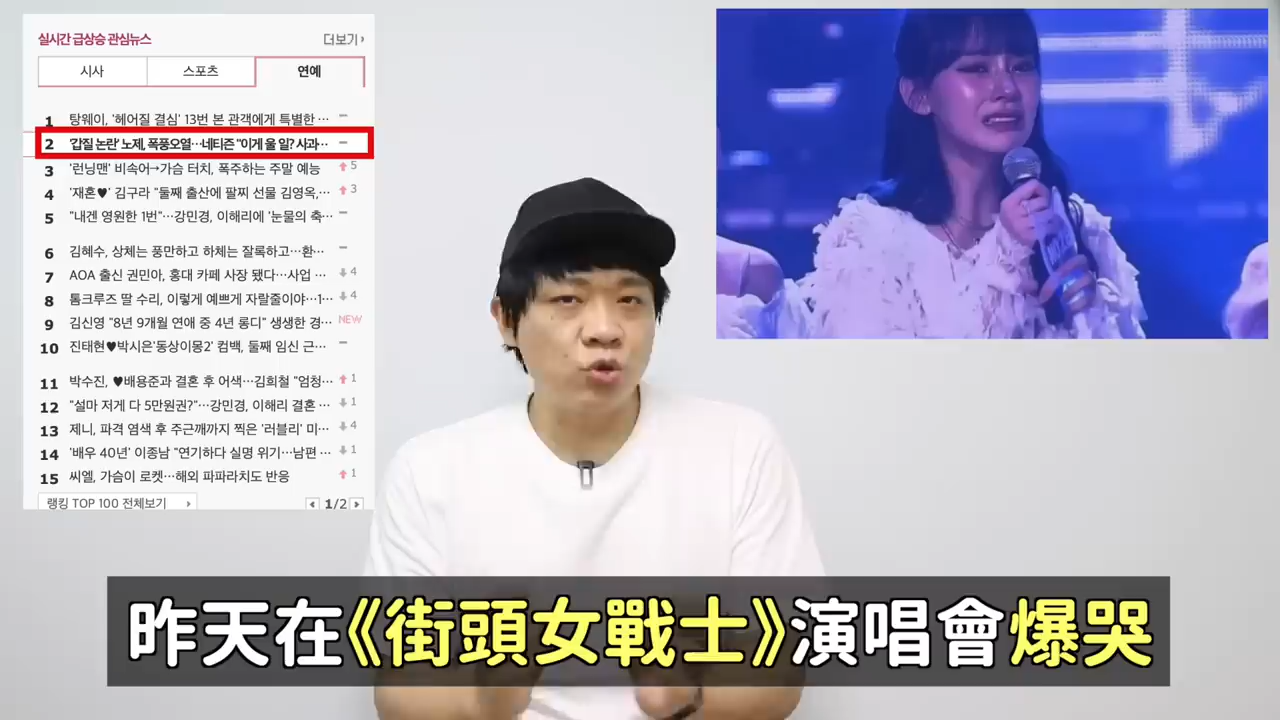 실시간 급상승 관심뉴스
더보기
시사 스포츠 연예
1 탕웨이, '헤어질 결심' 13번 본 관객에게 특별한 …
2 '갑질 논란' 노제, 폭풍오열…네티즌 "이게 울 일? 사과…
3 '런닝맨' 비속어→가슴 터치, 폭주하는 주말 예능 5
4 '재혼♥' 김구라 "둘째 출산에 팔찌 선물 김영옥,… 3
5 "내겐 영원한 1번"…강민경, 이해리에 '눈물의 축…
6 김혜수, 상체는 풍만하고 하체는 잘록하고…환…
7 AOA 출신 권민아, 홍대 카페 사장 됐다…사업 … 4
8 톰크루즈 딸 수리, 이렇게 예쁘게 자랄줄이야…1… 4
9 김신영 "8년 9개월 연애 중 4년 롱디" 생생한 경… NEW
10 진태현♥박시은'동상이몽2' 컴백, 둘째 임신 근…
11 박수진, ♥배용준과 결혼 후 어색…김희철 "엄청… 1
12 "설마 저게 다 5만원권?"…강민경, 이해리 결혼 … 1
13 제니, 파격 염색 후 주근깨까지 찍은 '러블리' 미… 4
14 '배우 40년' 이종남 "연기하다 실명 위기…남편 … 1
15 씨엘, 가슴이 로켓…해외 파파라치도 반응 1
랭킹 TOP 100 전체보기
1/2
昨天在《街頭女戰士》演唱會爆哭